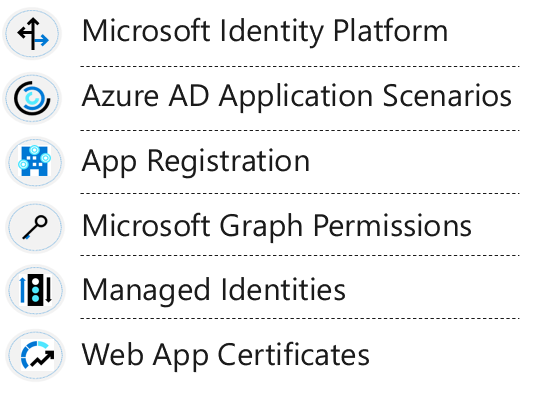 Microsoft Identity Platform
Azure AD Application Scenarios
App Registration
Microsoft Graph Permissions
Managed Identities
Web App Certificates